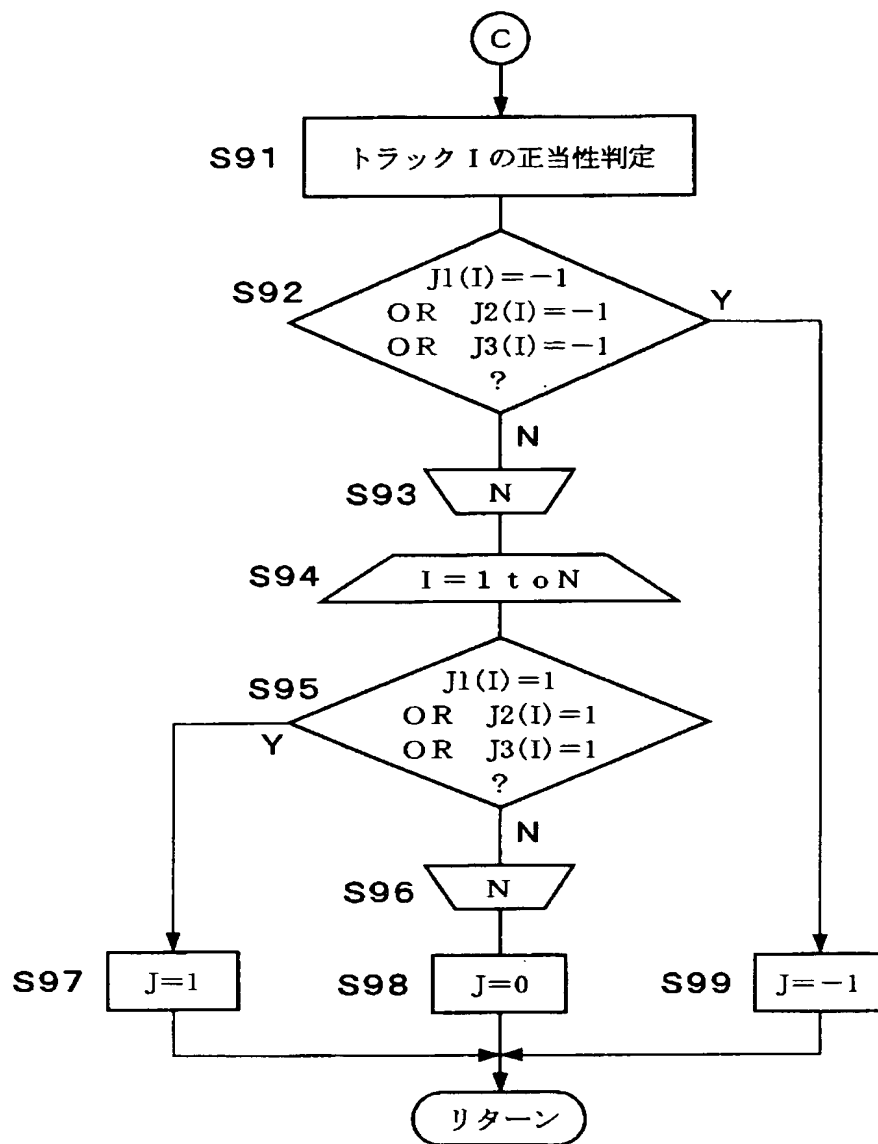 C
S91
トラック I の正当性判定
S92
J1(I)=−1
OR J2(I)=−1
OR J3(I)=−1
?
Y
N
S93
N
S94
I=1 to N
S95
J1(I)=1
OR J2(I)=1
OR J3(I)=1
?
Y
N
S96
N
S97
J=1
S98
J=0
S99
J=−1
リターン